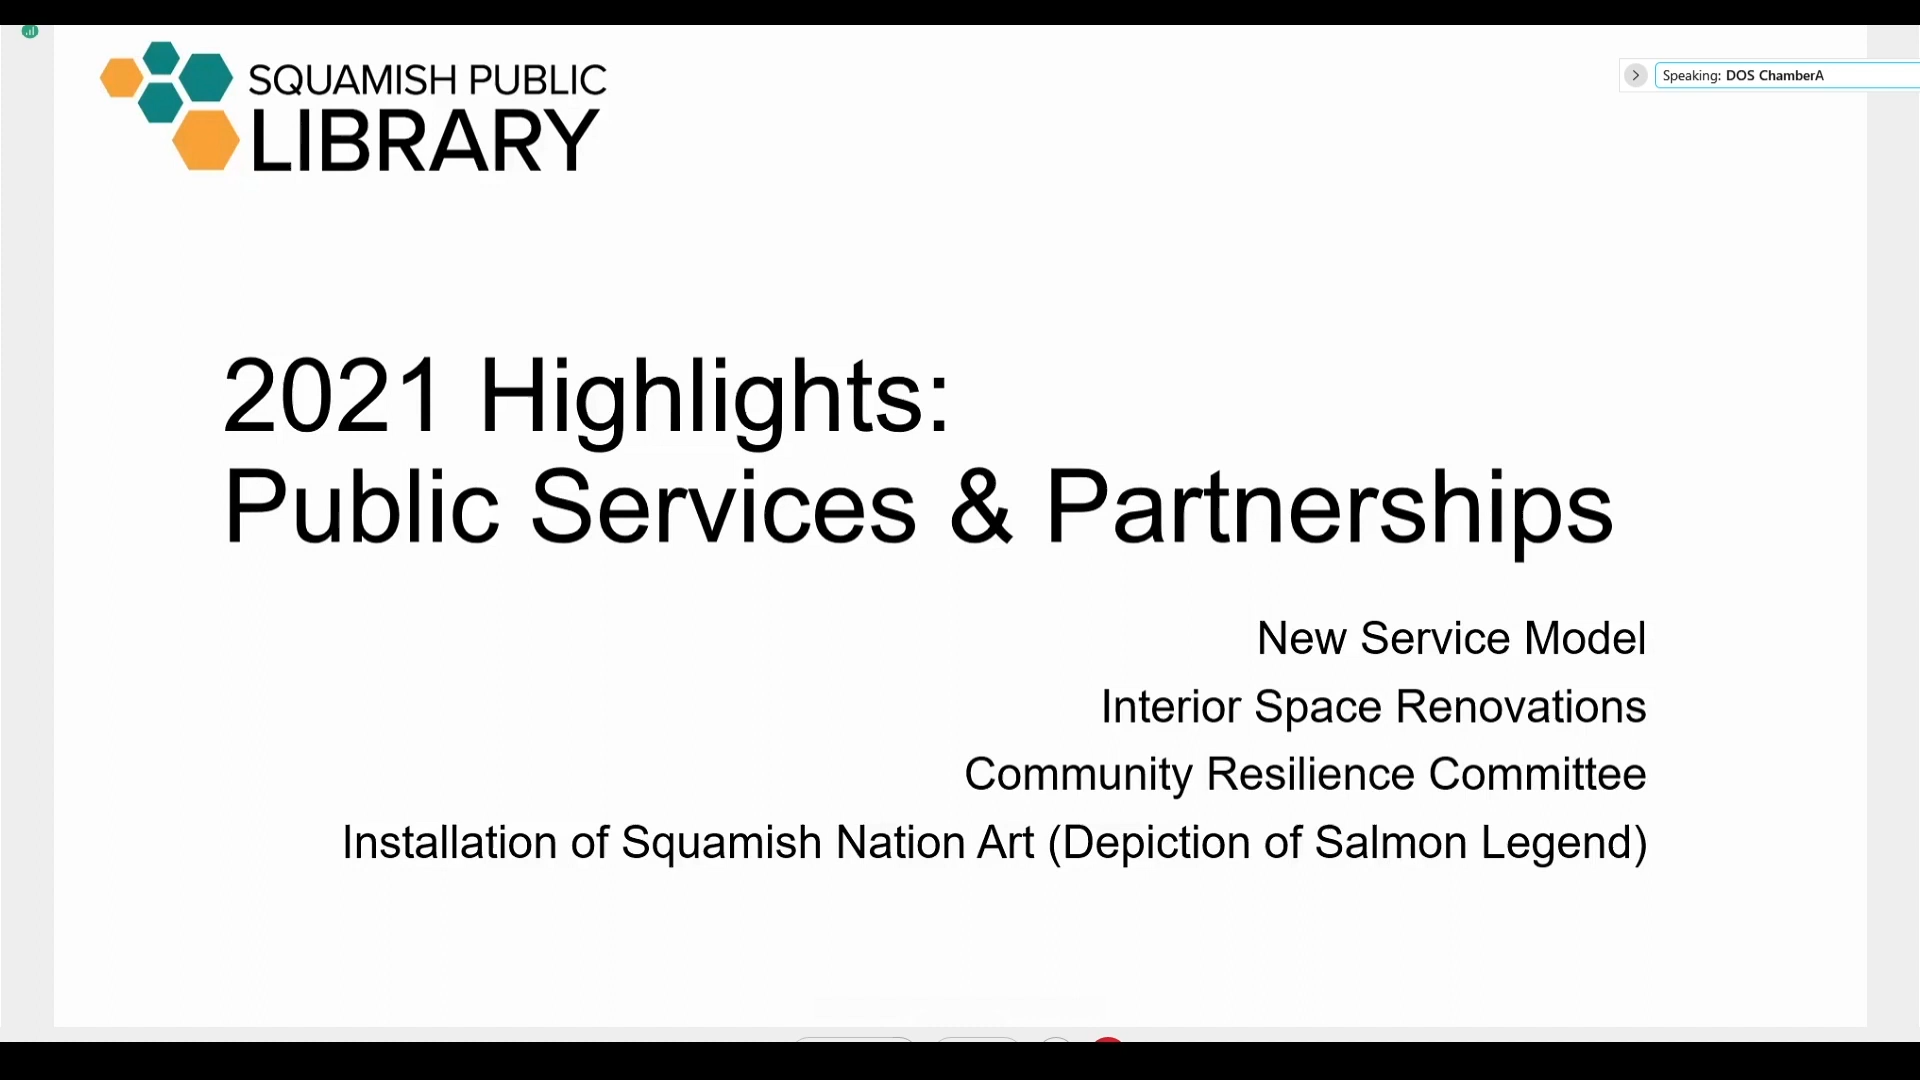 SQUAMISH PUBLIC
LIBRARY
Speaking: DOS ChamberA
2021 Highlights:
Public Services & Partnerships
New Service Model
Interior Space Renovations
Community Resilience Committee
Installation of Squamish Nation Art (Depiction of Salmon Legend)